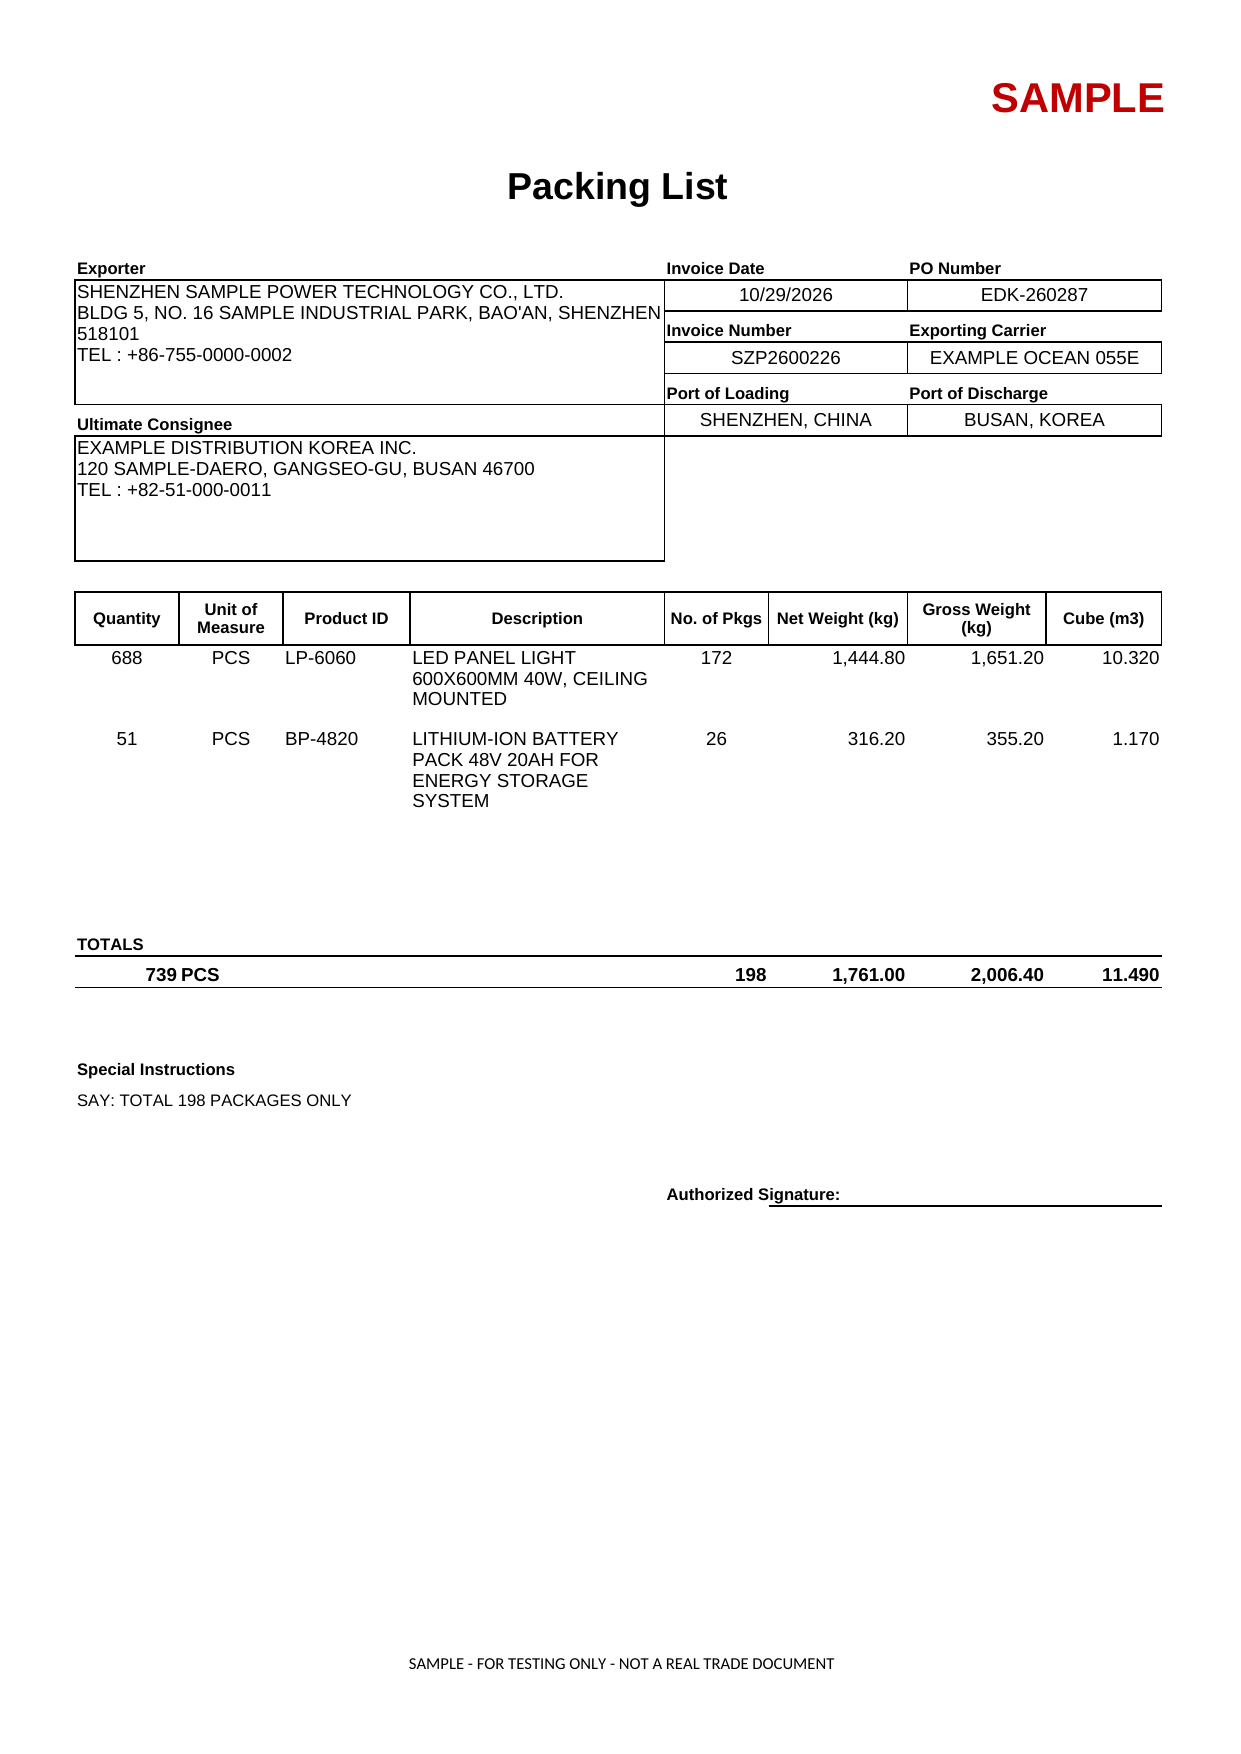 SAMPLE
Packing List
Exporter
Invoice Date
PO Number
SHENZHEN SAMPLE POWER TECHNOLOGY CO., LTD.
BLDG 5, NO. 16 SAMPLE INDUSTRIAL PARK, BAO'AN, SHENZHEN
518101
TEL : +86-755-0000-0002
10/29/2026
EDK-260287
Invoice Number
Exporting Carrier
SZP2600226
EXAMPLE OCEAN 055E
Port of Loading
Port of Discharge
SHENZHEN, CHINA
BUSAN, KOREA
Ultimate Consignee
EXAMPLE DISTRIBUTION KOREA INC.
120 SAMPLE-DAERO, GANGSEO-GU, BUSAN 46700
TEL : +82-51-000-0011
Quantity
Unit of
Measure
Product ID
Description
No. of Pkgs
Net Weight (kg)
Gross Weight
(kg)
Cube (m3)
688 PCS LP-6060 LED PANEL LIGHT 172 1,444.80 1,651.20 10.320
600X600MM 40W, CEILING
MOUNTED
51 PCS BP-4820 LITHIUM-ION BATTERY 26 316.20 355.20 1.170
PACK 48V 20AH FOR
ENERGY STORAGE
SYSTEM
TOTALS
739 PCS 198 1,761.00 2,006.40 11.490
Special Instructions
SAY: TOTAL 198 PACKAGES ONLY
Authorized Signature:
SAMPLE - FOR TESTING ONLY - NOT A REAL TRADE DOCUMENT